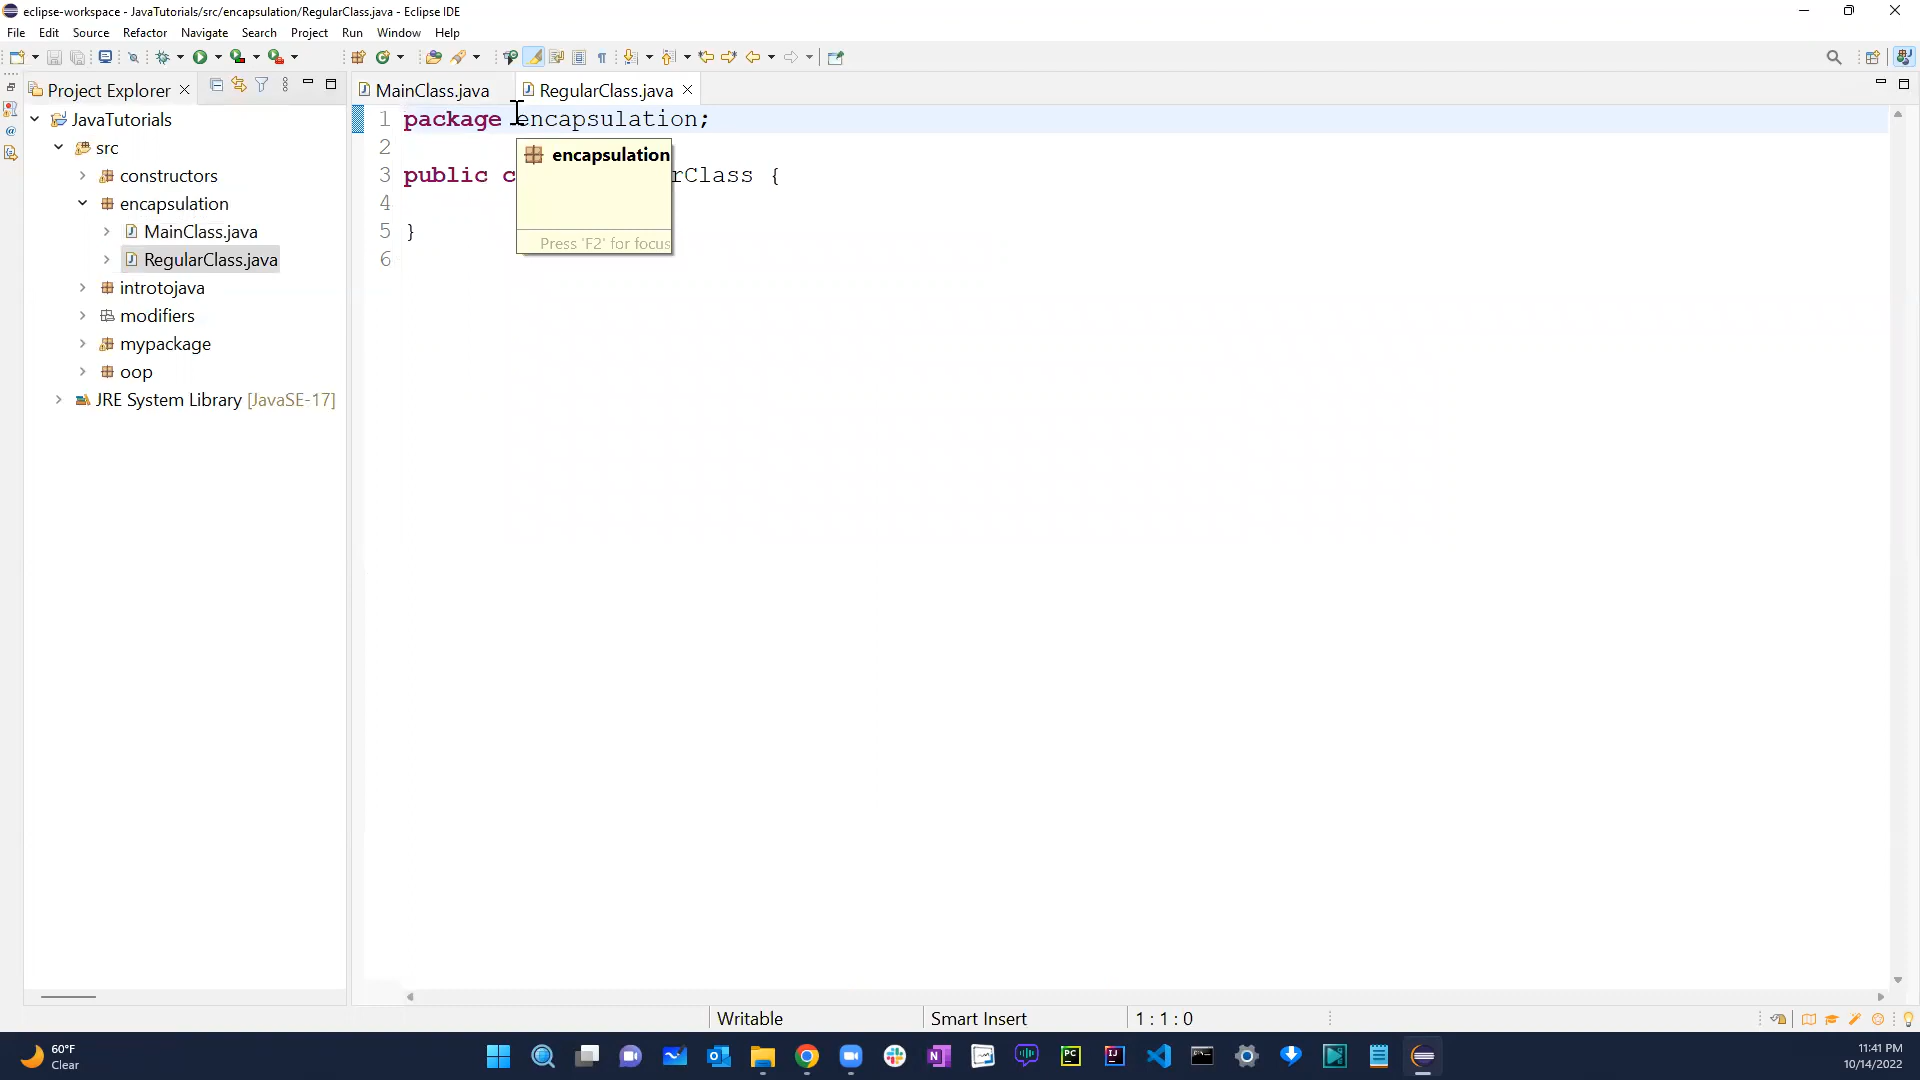 eclipse-workspace - JavaTutorials/src/encapsulation/RegularClass.java - Eclipse IDE
File Edit Source Refactor Navigate Search Project Run Window Help
Project Explorer
MainClass.java
RegularClass.java
JavaTutorials
src
constructors
encapsulation
MainClass.java
RegularClass.java
introtojava
modifiers
mypackage
oop
JRE System Library [JavaSE-17]
1 package encapsulation;
2
3 public c rClass {
4
5 }
6
encapsulation
Press 'F2' for focus
Writable
Smart Insert
1 : 1 : 0
60°F
Clear
11:41 PM
10/14/2022